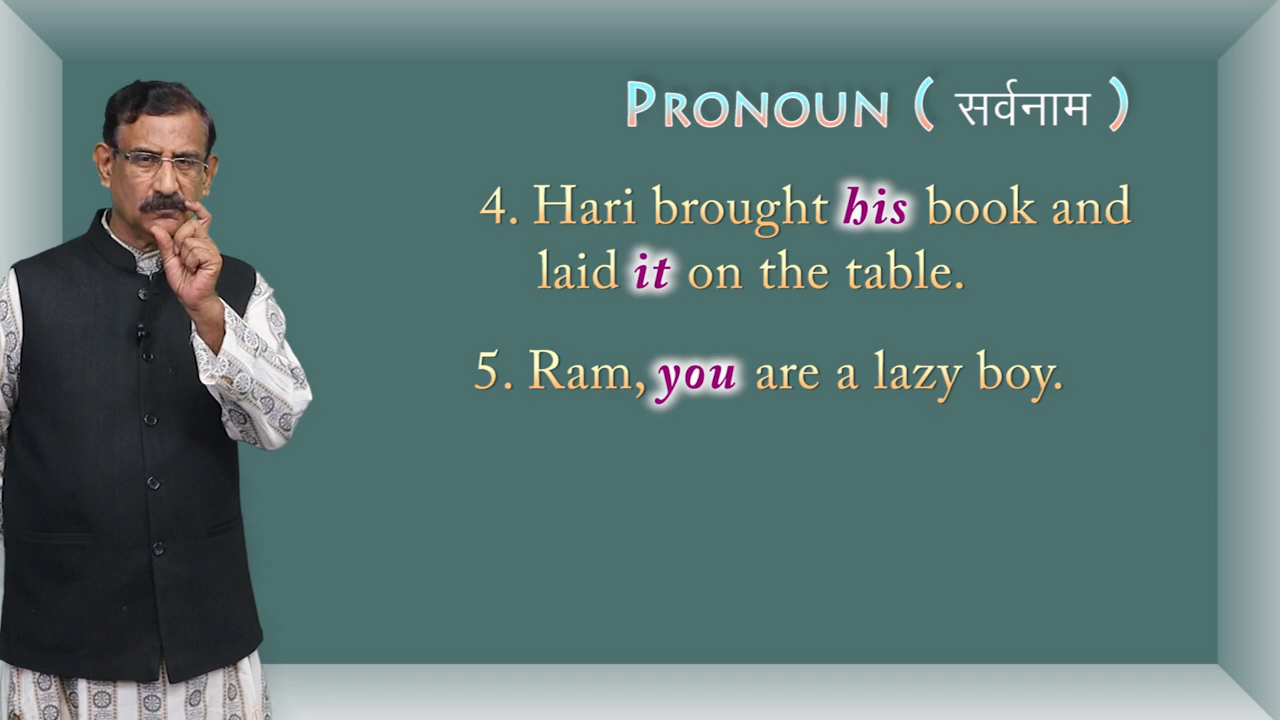 PRONOUN ( सर्वनाम )
4. Hari brought his book and
laid it on the table.
5. Ram, you are a lazy boy.